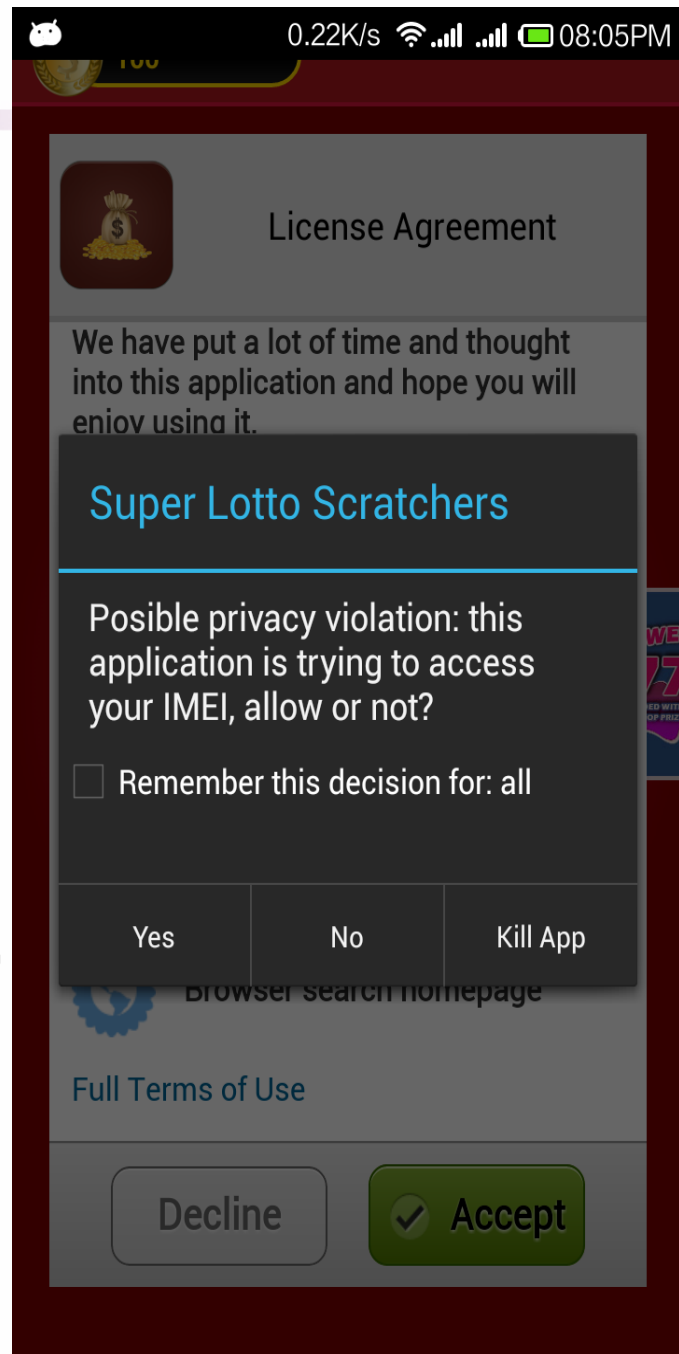 0.22K/s 08:05PM
100
License Agreement
We have put a lot of time and thought
into this application and hope you will
enjoy using it.
Super Lotto Scratchers
Posible privacy violation: this
application is trying to access
your IMEI, allow or not?
Remember this decision for: all
Yes No Kill App
Browser search homepage
Full Terms of Use
Decline Accept